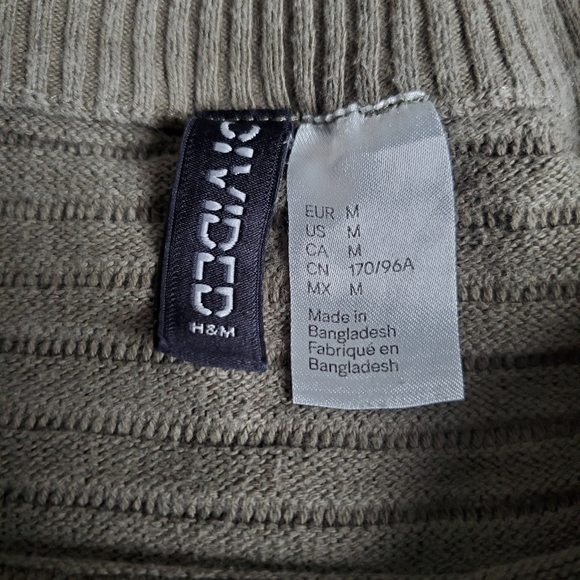 DIVIDED
H&M
EUR M
US M
CA M
CN 170/96A
MX M
Made in
Bangladesh
Fabriqué en
Bangladesh